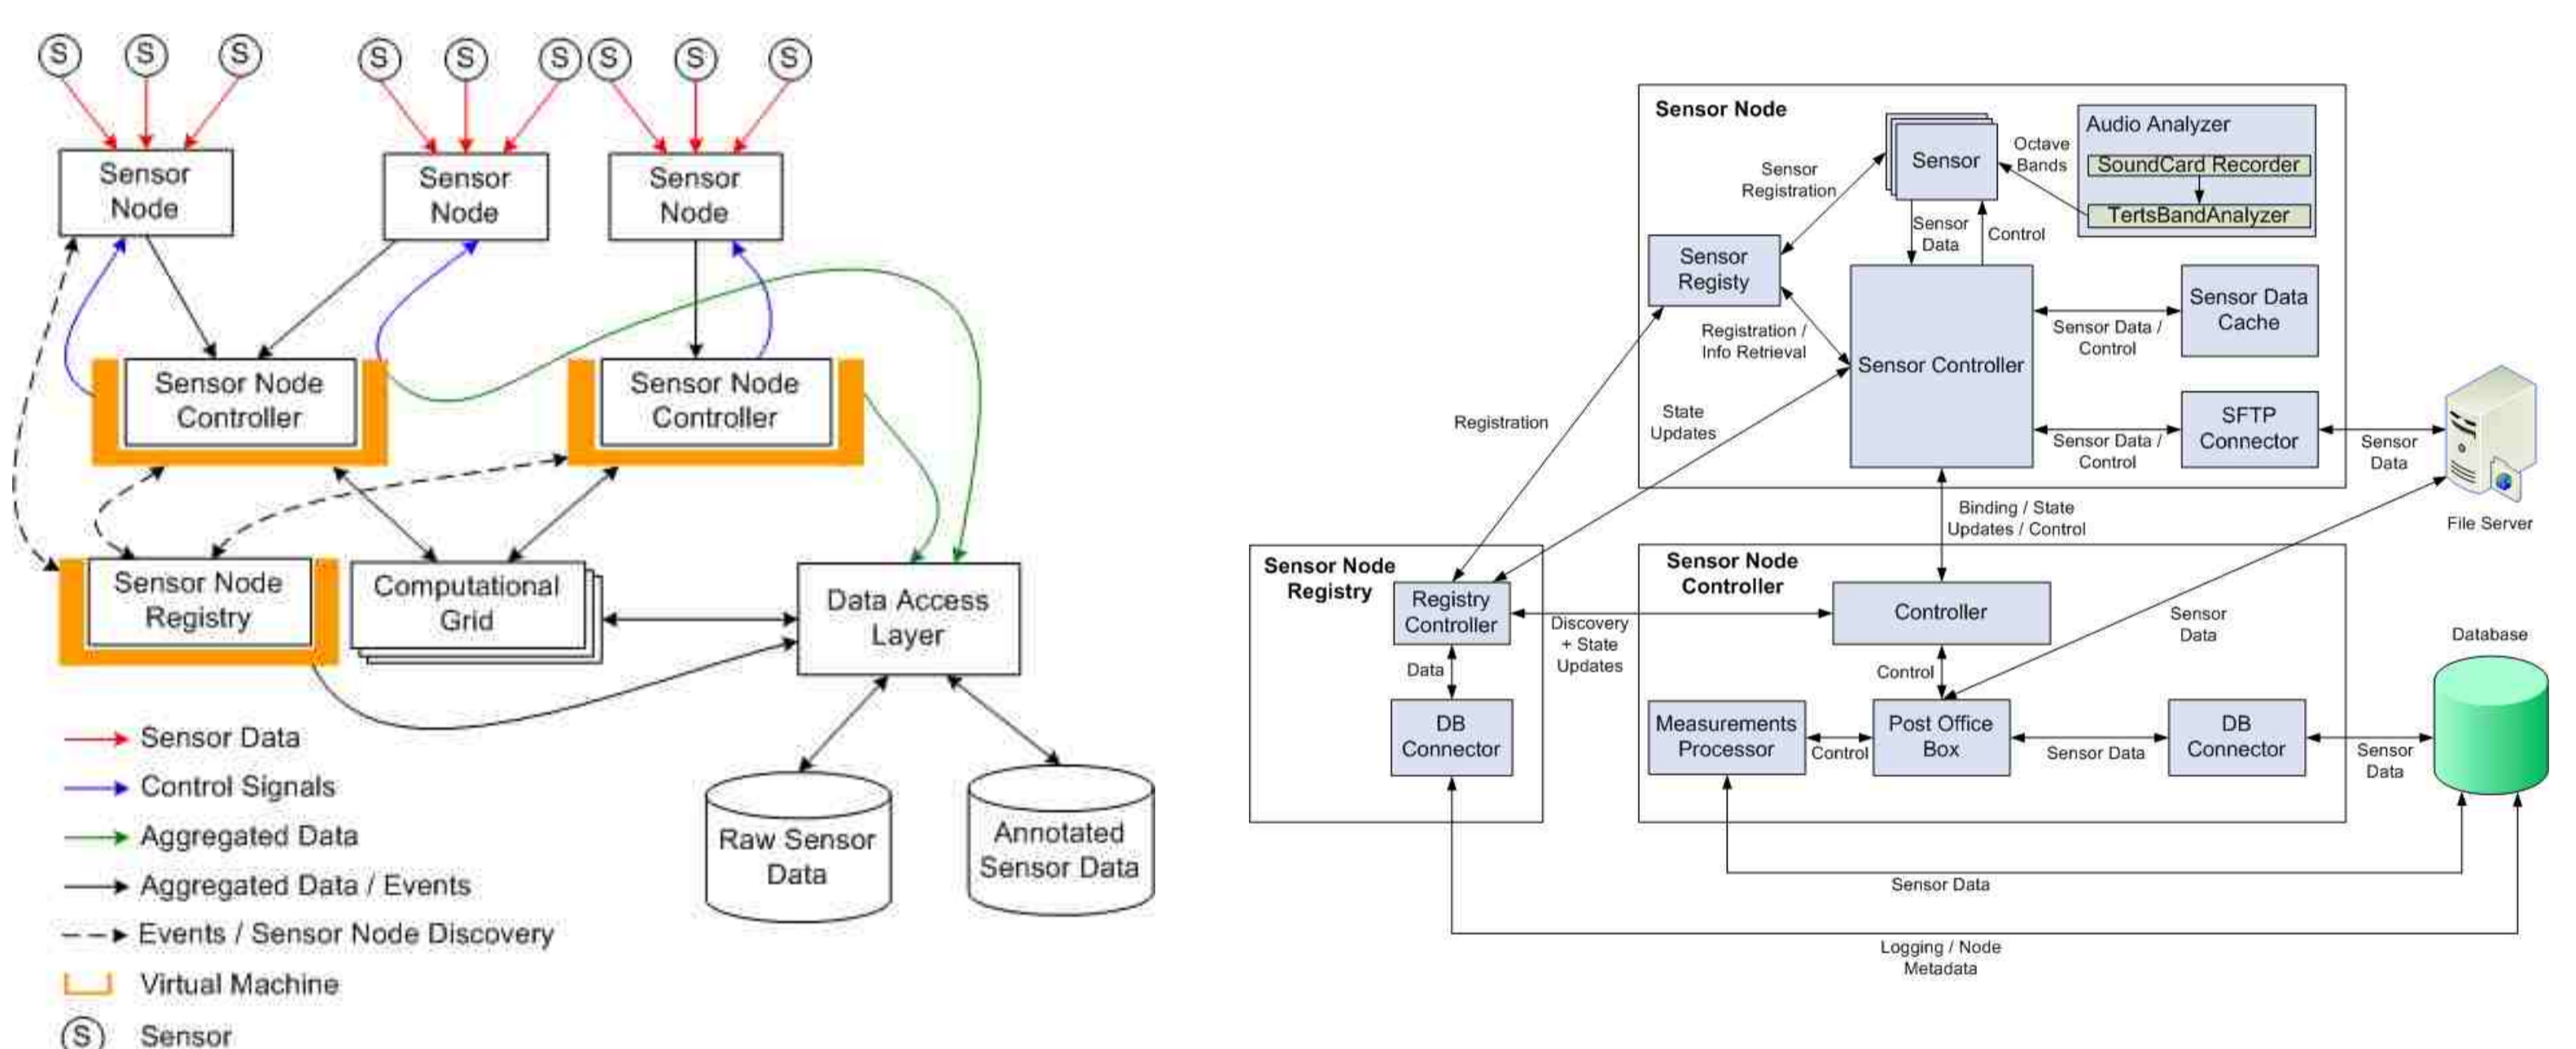 S
S
S
S
S
S
S
S
S
Sensor
Node
Sensor
Node
Sensor
Node
Sensor Node
Controller
Sensor Node
Controller
Sensor Node
Registry
Computational
Grid
Data Access
Layer
Raw Sensor
Data
Annotated
Sensor Data
Sensor Data
Control Signals
Aggregated Data
Aggregated Data / Events
Events / Sensor Node Discovery
Virtual Machine
S
Sensor
Sensor Node
Sensor
Registration
Sensor
Octave
Bands
Audio Analyzer
SoundCard Recorder
TertsBandAnalyzer
Sensor
Data
Control
Sensor
Registy
Registration /
Info Retrieval
Sensor Controller
Sensor Data /
Control
Sensor Data
Cache
Sensor Data /
Control
SFTP
Connector
Sensor
Data
File Server
Registration
State
Updates
Binding / State
Updates / Control
Sensor Node
Registry
Registry
Controller
Data
DB
Connector
Discovery
+ State
Updates
Sensor Node
Controller
Controller
Control
Sensor
Data
Measurements
Processor
Control
Post Office
Box
Sensor Data
DB
Connector
Sensor
Data
Database
Sensor Data
Logging / Node
Metadata